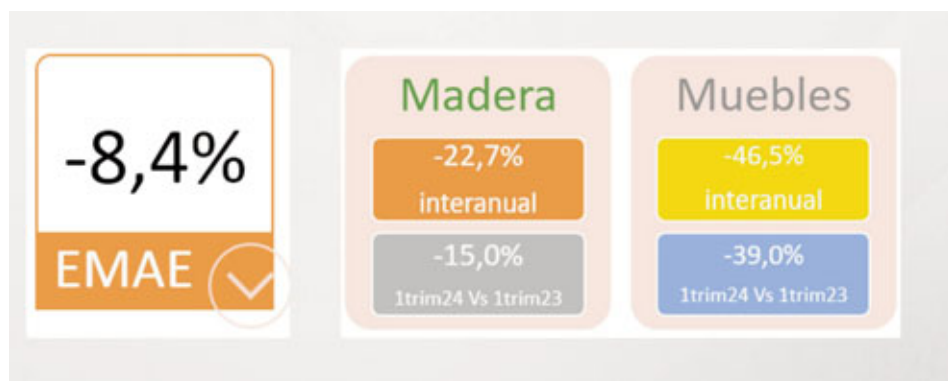 -8,4%
EMAE
Madera
-22,7%
interanual
-15,0%
1trim24 Vs 1trim23
Muebles
-46,5%
interanual
-39,0%
1trim24 Vs 1trim23